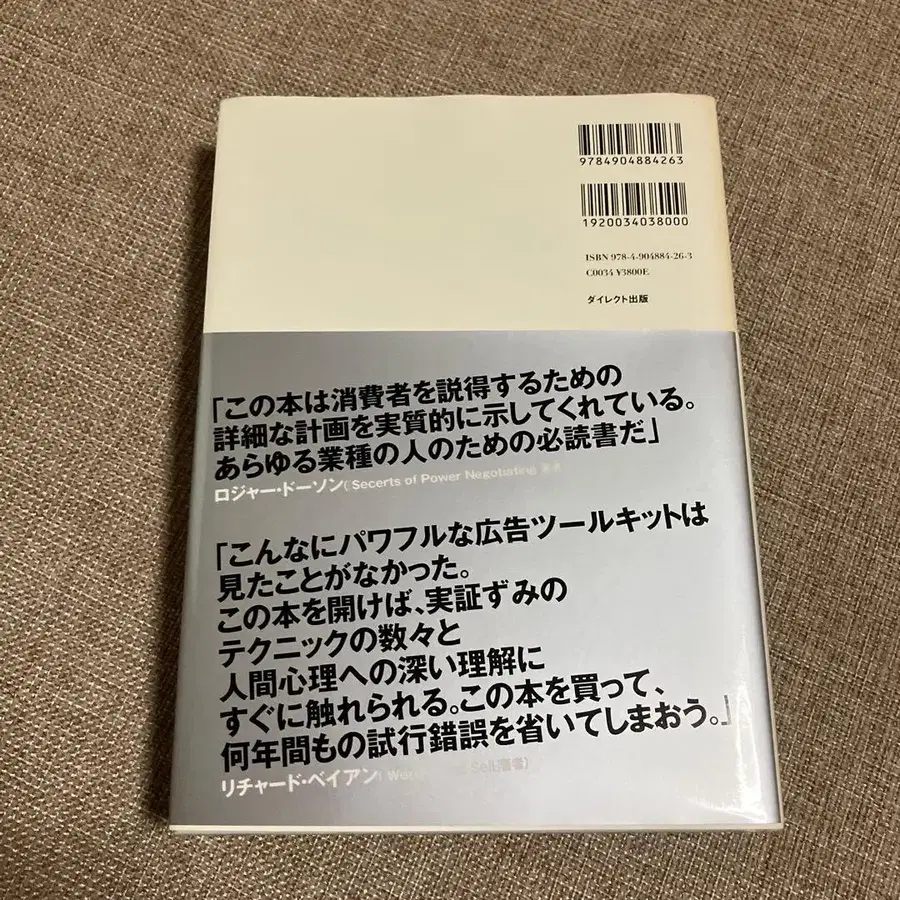 9784904884263
1920034038000
ISBN 978-4-904884-26-3
C0034 ¥3800E
ダイレクト出版
「この本は消費者を説得するための
詳細な計画を実質的に示してくれている。
あらゆる業種の人のための必読書だ」
ロジャー・ドーソン(「Secerts of Power Negotiating」著者
「こんなにパワフルな広告ツールキットは
見たことがなかった。
この本を開けば、実証ずみの
テクニックの数々と
人間心理への深い理解に
すぐに触れられる。この本を買って、
何年間もの試行錯誤を省いてしまおう。」
リチャード・ベイアン(「Wor Sell』著者)